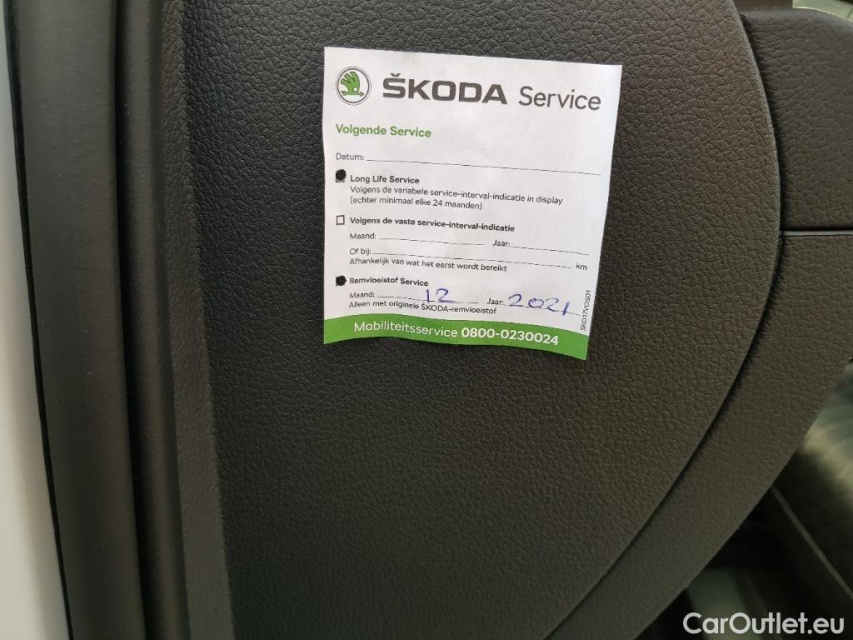 ŠKODA Service
Volgende Service
Datum:
Long Life Service
Volgens de variabele service-interval-indicatie in display
(echter minimaal elke 24 maanden)
Volgens de vaste service-interval-indicatie
Maand: Jaar:
Of bij: km
Afhankelijk van wat het eerst wordt bereikt
Remvloeistof Service
Maand: 12 Jaar: 2021
Alleen met originele ŠKODA-remvloeistof
SKO17VOS01
Mobiliteitsservice 0800-0230024
CarOutlet.eu